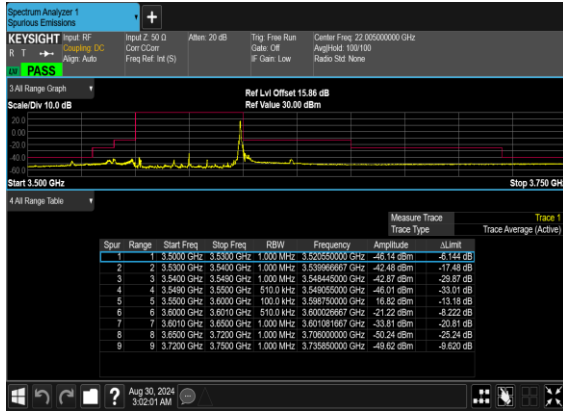 Spectrum Analyzer 1
Spurious Emissions
KEYSIGHT Input: RF Input Z: 50 Ω Atten: 20 dB Trig: Free Run Center Freq: 22.005000000 GHz
R T Coupling: DC Corr CCorr Gate: Off Avg|Hold: 100/100
Align: Auto Freq Ref: Int (S) IF Gain: Low Radio Std: None
PASS
3 All Range Graph
Ref Lvl Offset 15.86 dB
Scale/Div 10.0 dB Ref Value 30.00 dBm
20.0
0.00
-20.0
-40.0
-60.0
Start 3.500 GHz Stop 3.750 GH
4 All Range Table
Measure Trace Trace 1
Trace Type Trace Average (Active)
Spur Range Start Freq Stop Freq RBW Frequency Amplitude ΔLimit
1 1 3.5000 GHz 3.5300 GHz 1.000 MHz 3.520550000 GHz -46.14 dBm -6.144 dB
2 2 3.5300 GHz 3.5400 GHz 1.000 MHz 3.539966667 GHz -42.48 dBm -17.48 dB
3 3 3.5400 GHz 3.5490 GHz 1.000 MHz 3.548445000 GHz -42.87 dBm -29.87 dB
4 4 3.5490 GHz 3.5500 GHz 510.0 kHz 3.549055000 GHz -46.01 dBm -33.01 dB
5 5 3.5500 GHz 3.6000 GHz 100.0 kHz 3.598750000 GHz 16.82 dBm -13.18 dB
6 6 3.6000 GHz 3.6010 GHz 510.0 kHz 3.600026667 GHz -21.22 dBm -8.222 dB
7 7 3.6010 GHz 3.6500 GHz 1.000 MHz 3.601081667 GHz -33.81 dBm -20.81 dB
8 8 3.6500 GHz 3.7200 GHz 1.000 MHz 3.706000000 GHz -50.24 dBm -25.24 dB
9 9 3.7200 GHz 3.7500 GHz 1.000 MHz 3.735850000 GHz -49.62 dBm -9.620 dB
Aug 30, 2024
3:02:01 AM